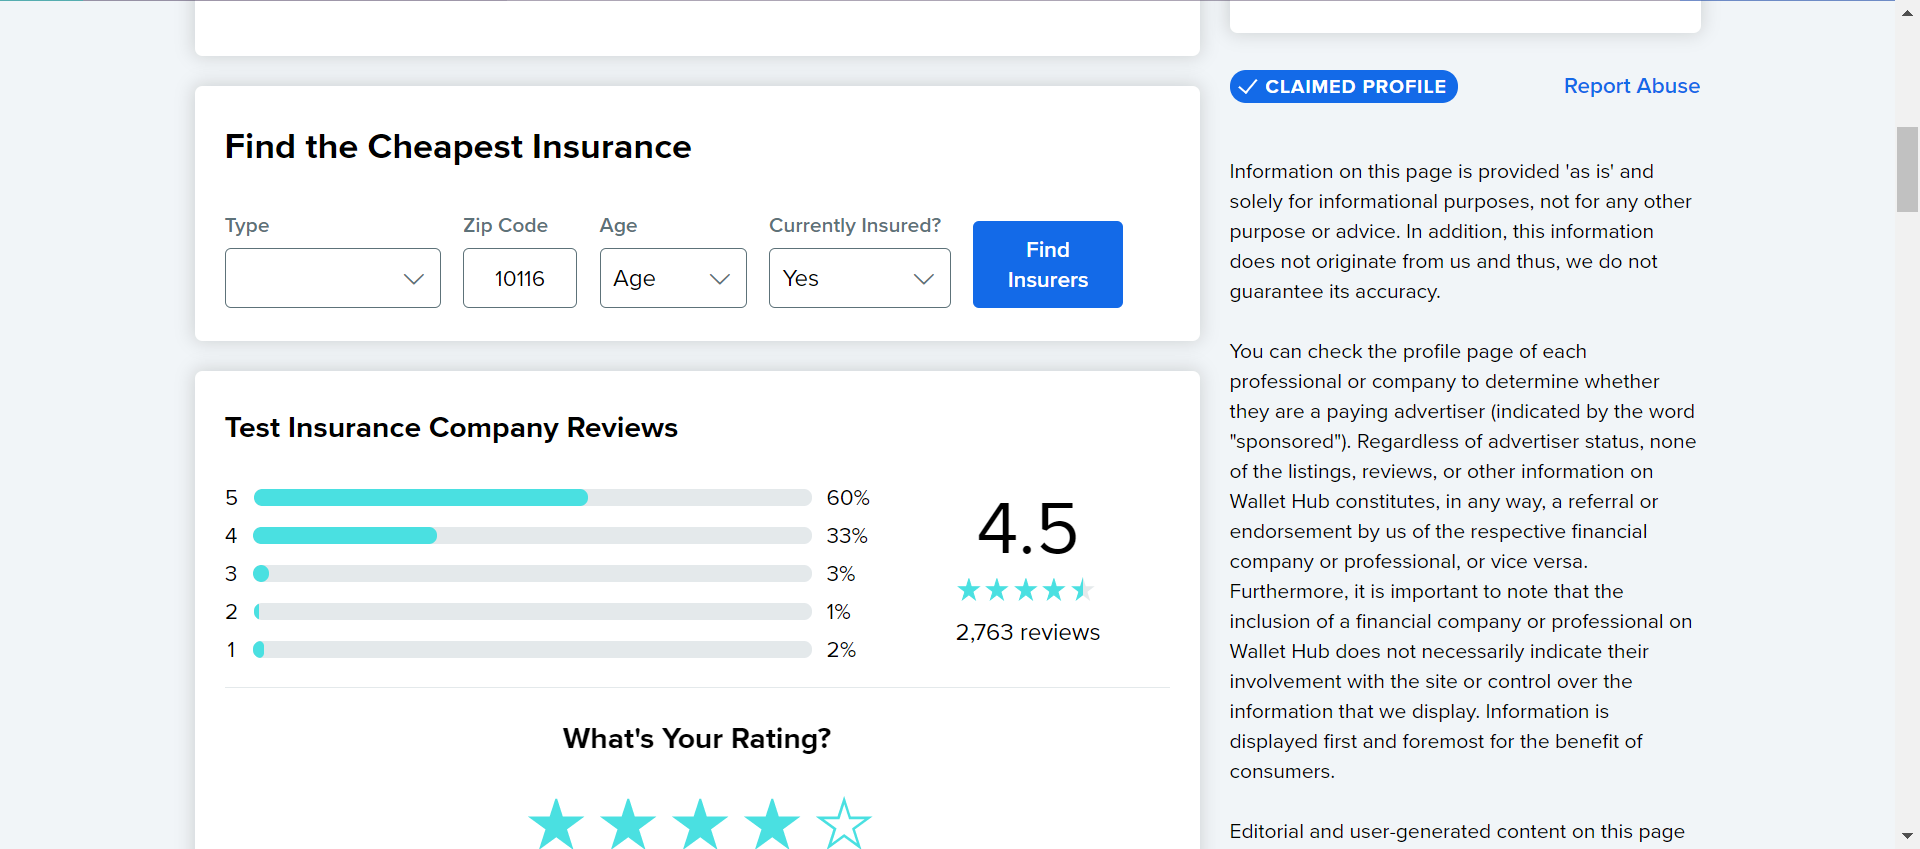 Find the Cheapest Insurance
Type
Zip Code
Age
Currently Insured?
10116
Age
Yes
Find
Insurers
Test Insurance Company Reviews
5 60%
4 33%
3 3%
2 1%
1 2%
4.5
2,763 reviews
What's Your Rating?
CLAIMED PROFILE
Report Abuse
Information on this page is provided 'as is' and
solely for informational purposes, not for any other
purpose or advice. In addition, this information
does not originate from us and thus, we do not
guarantee its accuracy.
You can check the profile page of each
professional or company to determine whether
they are a paying advertiser (indicated by the word
"sponsored"). Regardless of advertiser status, none
of the listings, reviews, or other information on
Wallet Hub constitutes, in any way, a referral or
endorsement by us of the respective financial
company or professional, or vice versa.
Furthermore, it is important to note that the
inclusion of a financial company or professional on
Wallet Hub does not necessarily indicate their
involvement with the site or control over the
information that we display. Information is
displayed first and foremost for the benefit of
consumers.
Editorial and user-generated content on this page